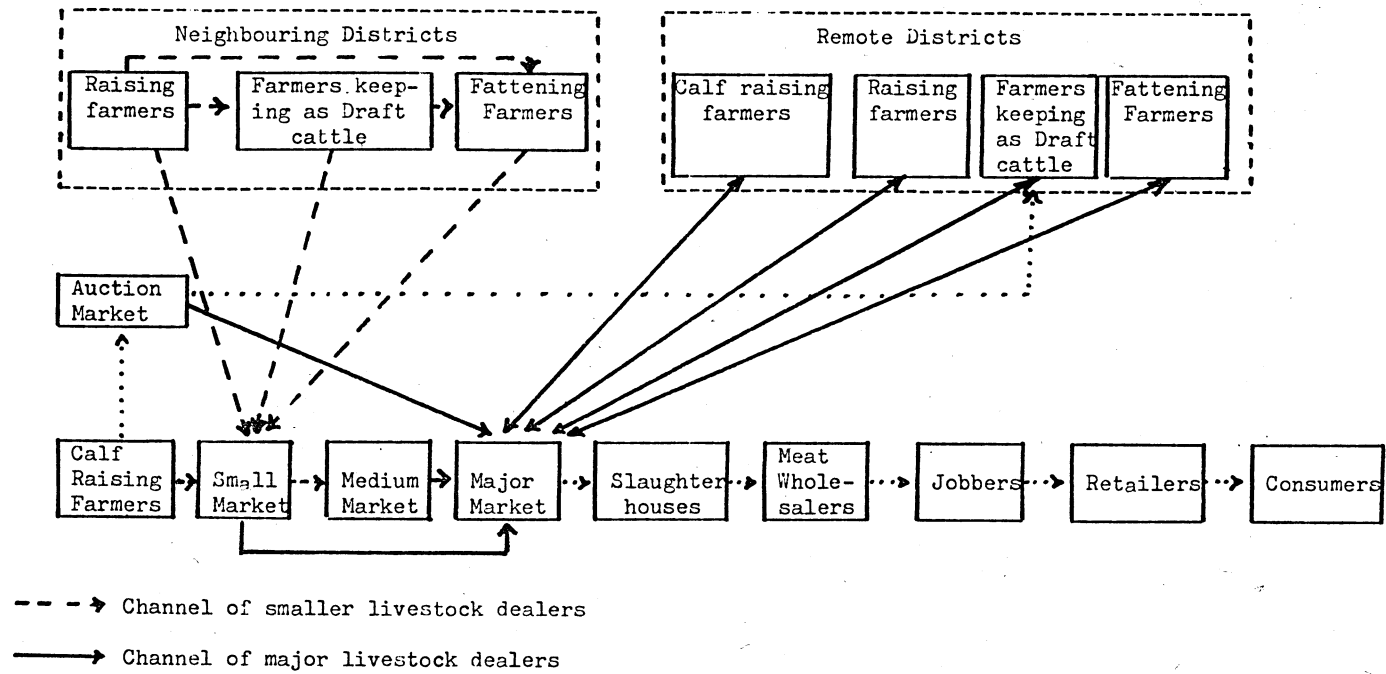 Neighbouring Districts
Raising
farmers
Farmers keep-
ing as Draft
cattle
Fattening
Farmers
Remote Districts
Calf raising
farmers
Raising
farmers
Farmers
keeping
as Draft
cattle
Fattening
Farmers
Auction
Market
Calf
Raising
Farmers
Small
Market
Medium
Market
Major
Market
Slaughter
houses
Meat
Whole-
salers
Jobbers
Retailers
Consumers
Channel of smaller livestock dealers
Channel of major livestock dealers